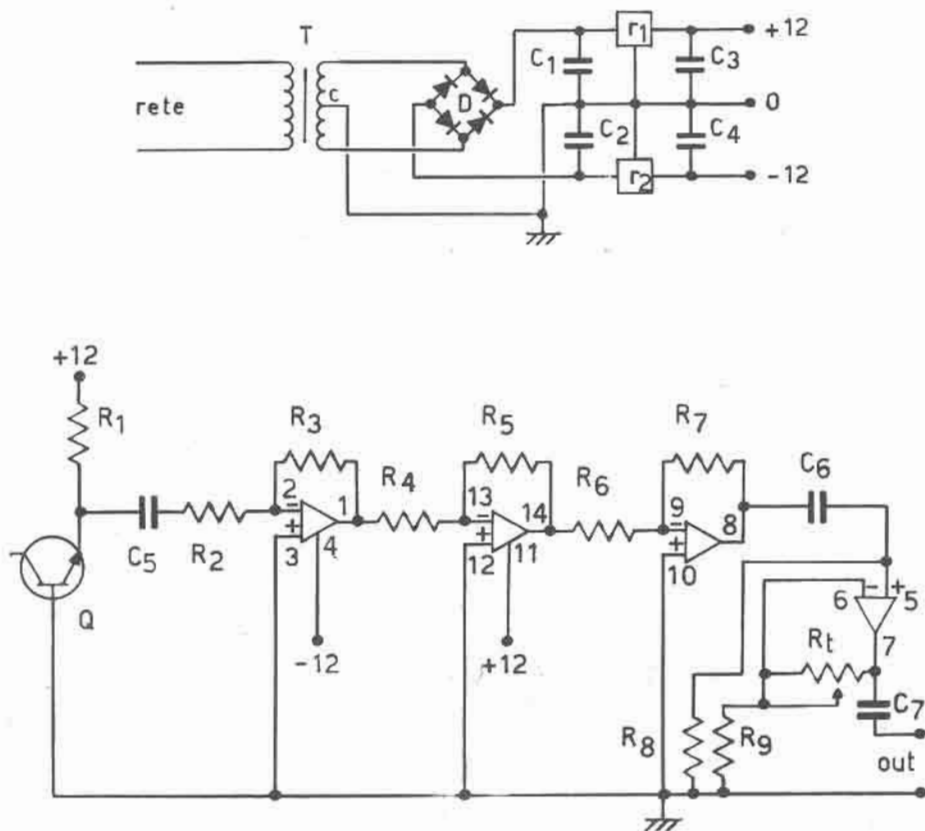 T
rete
C
D
C1
C2
r1
r2
C3
C4
+12
0
-12
+12
R1
Q
C5
R2
R3
2
-
+
3
1
4
-12
R4
R5
13
-
+
12
14
11
+12
R6
R7
9
-
+
10
8
C6
6
-
+
5
7
Rt
C7
R8
R9
out